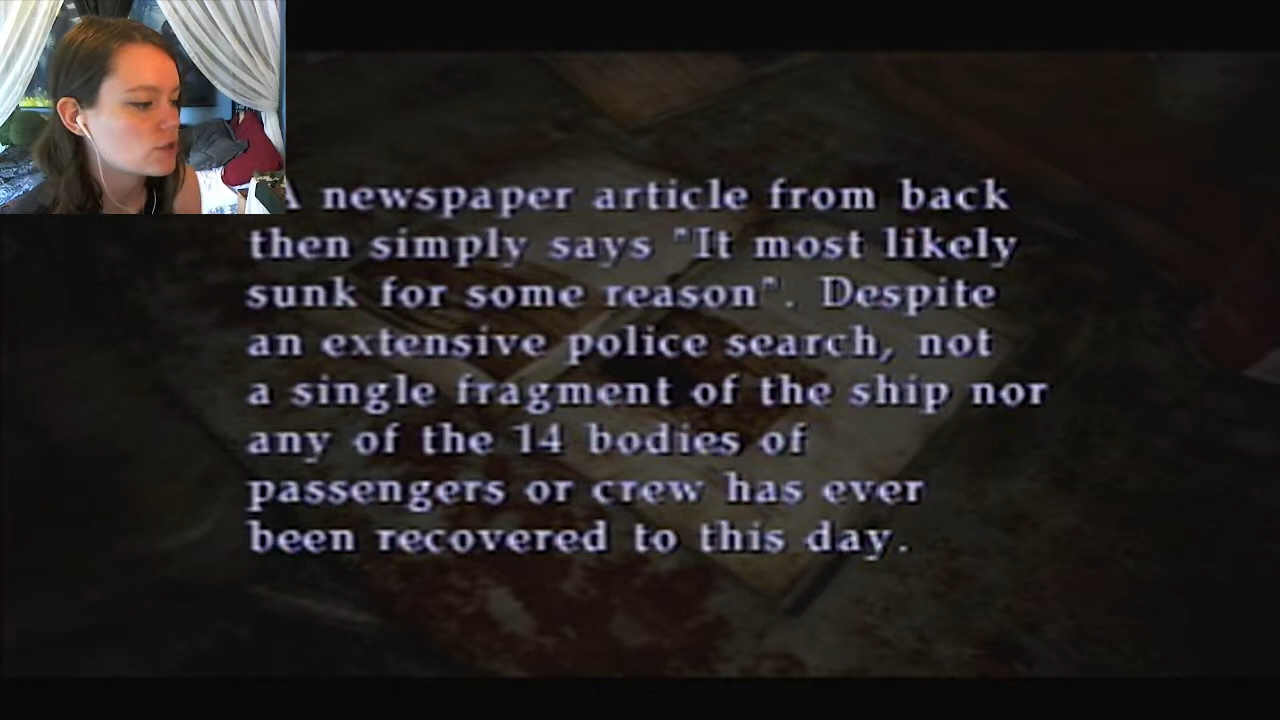 A newspaper article from back
then simply says "It most likely
sunk for some reason". Despite
an extensive police search, not
a single fragment of the ship nor
any of the 14 bodies of
passengers or crew has ever
been recovered to this day.